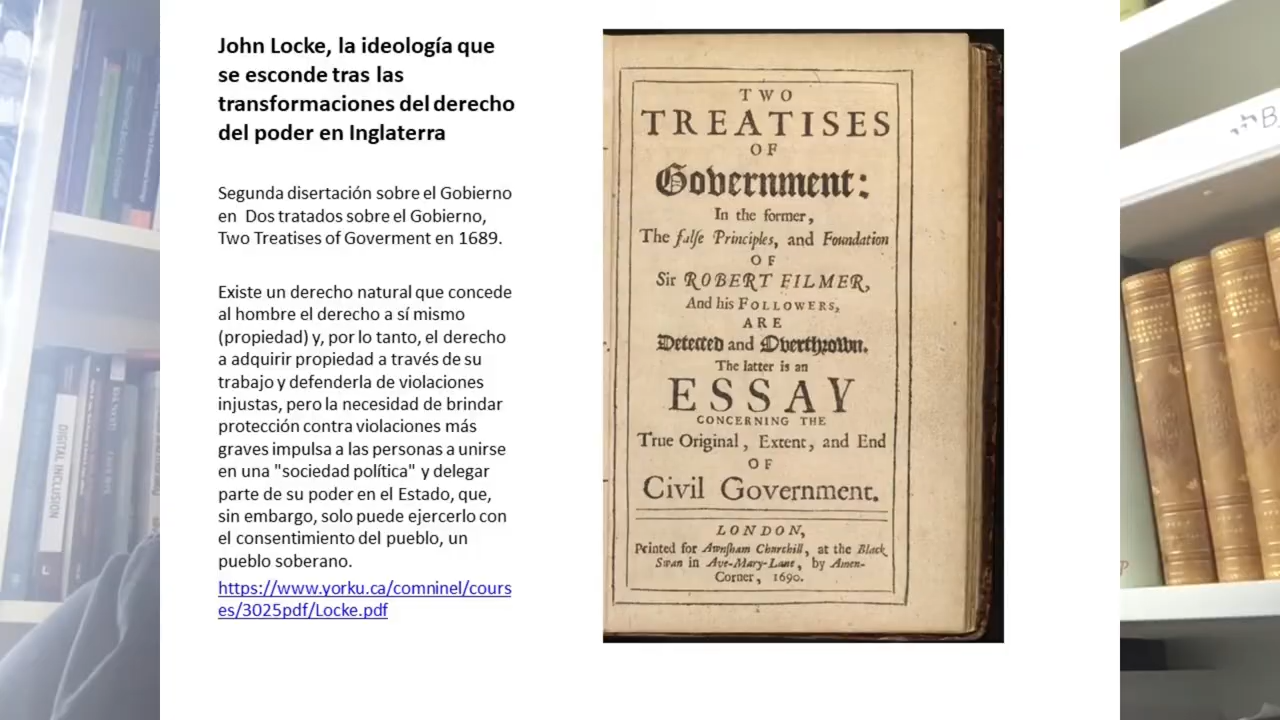 John Locke, la ideología que
se esconde tras las
transformaciones del derecho
del poder en Inglaterra
Segunda disertación sobre el Gobierno
en Dos tratados sobre el Gobierno,
Two Treatises of Goverment en 1689.
Existe un derecho natural que concede
al hombre el derecho a sí mismo
(propiedad) y, por lo tanto, el derecho
a adquirir propiedad a través de su
trabajo y defenderla de violaciones
injustas, pero la necesidad de brindar
protección contra violaciones más
graves impulsa a las personas a unirse
en una "sociedad política" y delegar
parte de su poder en el Estado, que,
sin embargo, solo puede ejercerlo con
el consentimiento del pueblo, un
pueblo soberano.
https://www.yorku.ca/comninel/cours
es/3025pdf/Locke.pdf
TWO
TREATISES
OF
Government:
In the former,
The false Principles, and Foundation
OF
Sir ROBERT FILMER,
And his FOLLOWERS,
ARE
Detected and Overthrown.
The latter is an
ESSAY
CONCERNING THE
True Original, Extent, and End
OF
Civil Government.
LONDON,
Printed for Awnsham Churchill, at the Black
Swan in Ave-Mary-Lane, by Amen-
Corner, 1690.
DIGITAL INCLUSION